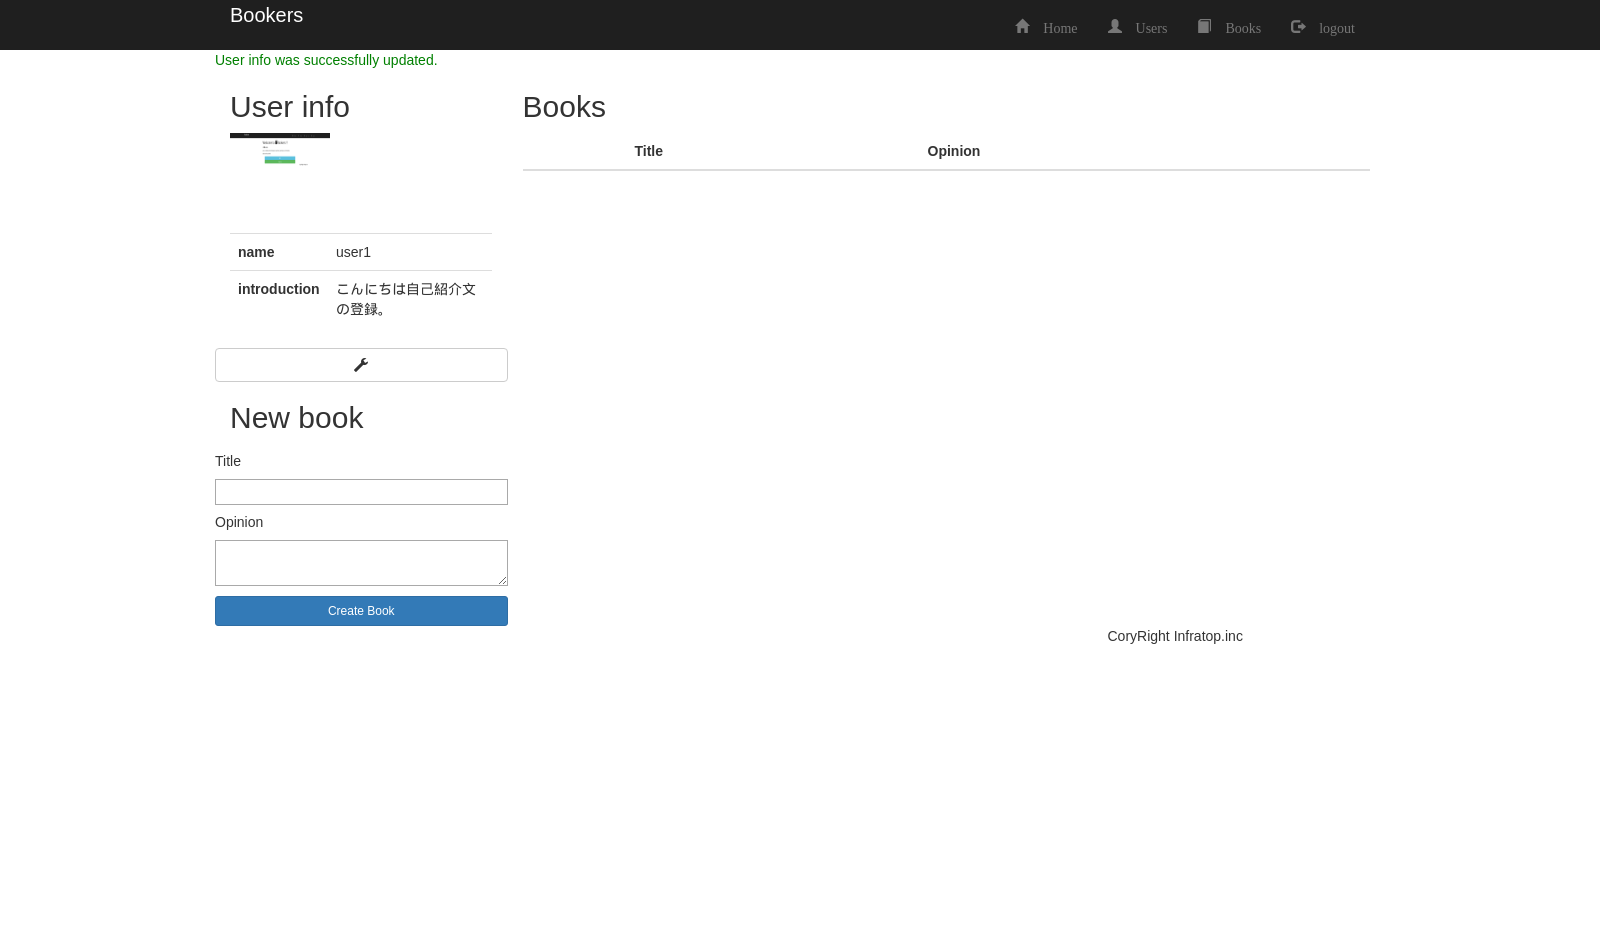 Bookers
Home Users Books logout
User info was successfully updated.
User info
name user1
introduction こんにちは自己紹介文
の登録。
New book
Title
Opinion
Create Book
Books
Title Opinion
CoryRight Infratop.inc